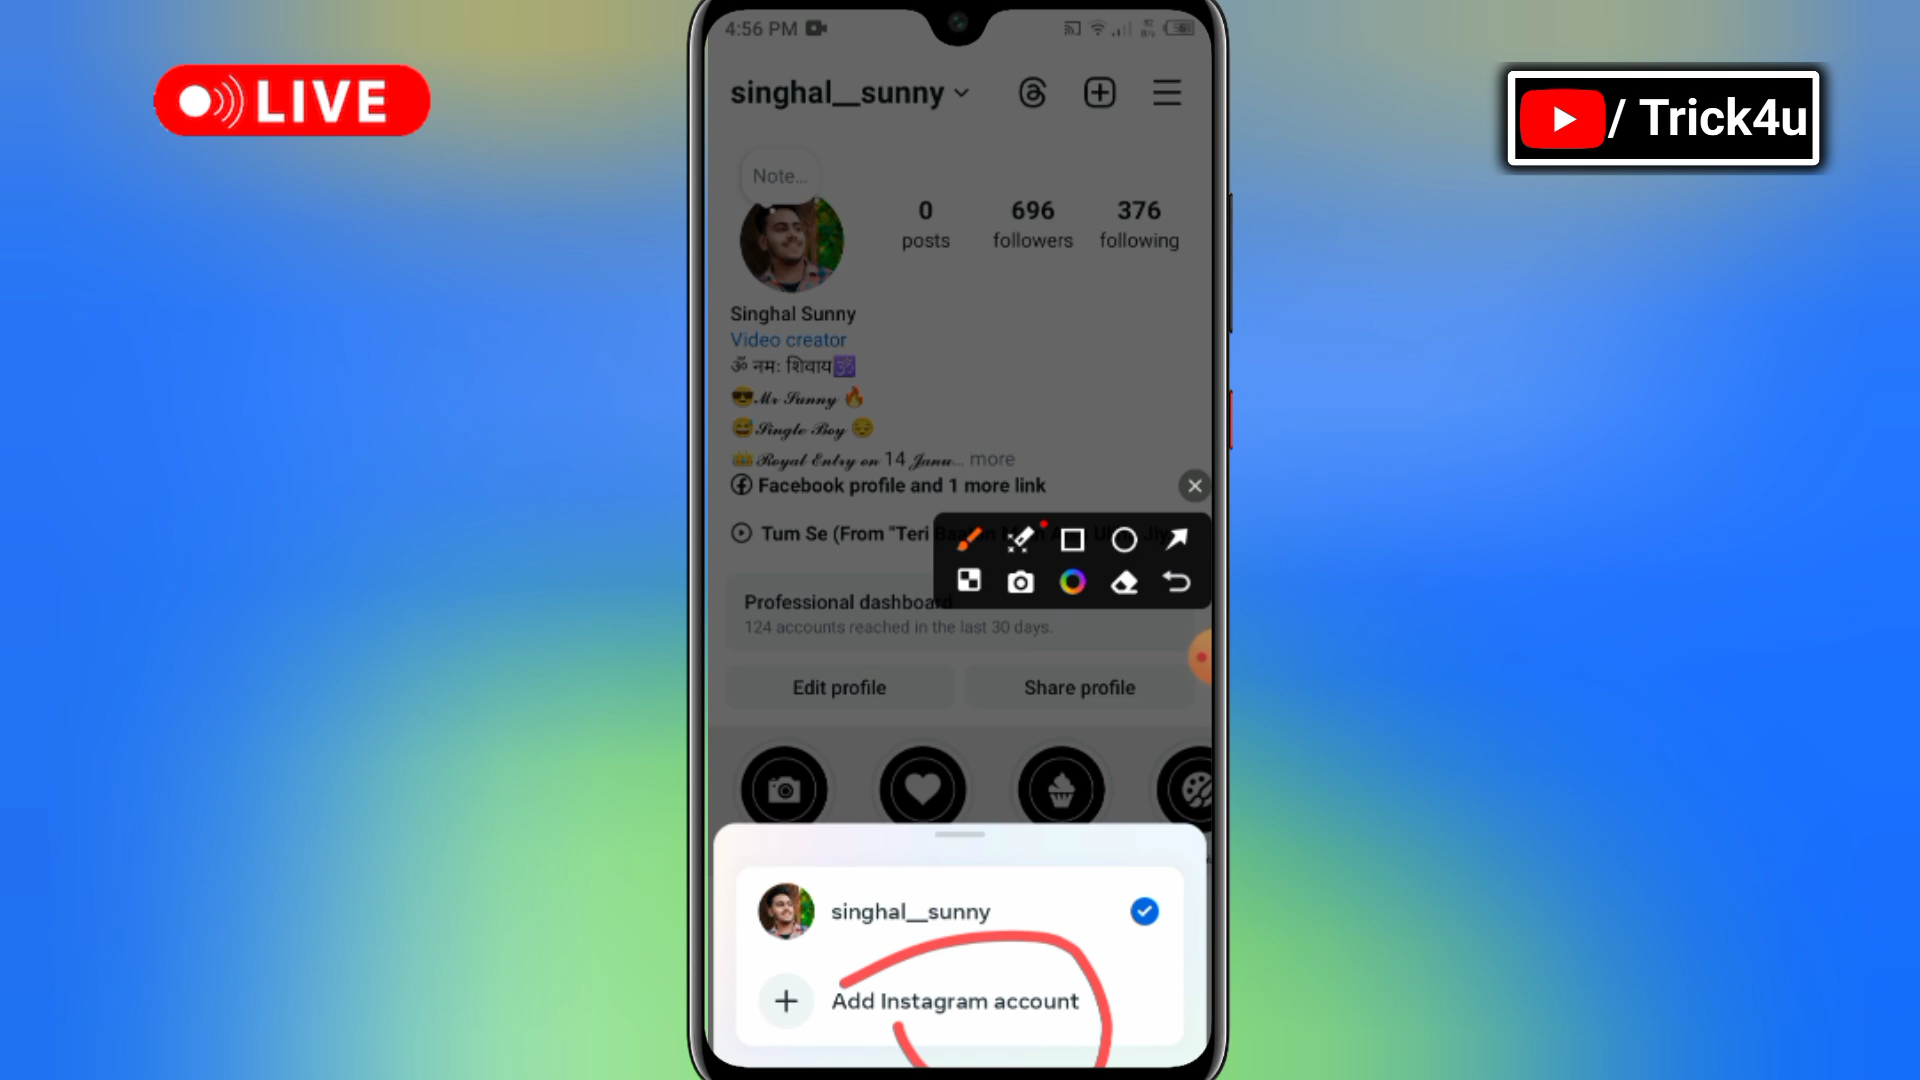 LIVE
/ Trick4u
4:56 PM
singhal__sunny
Note...
0
posts
696
followers
376
following
Singhal Sunny
Video creator
ॐ नमः शिवाय🕉
😎𝓜𝓻 𝓢𝓾𝓷𝓷𝔂 🔥
😅𝓢𝓲𝓷𝓰𝓵𝓮 𝓑𝓸𝔂 😔
👑𝓡𝓸𝔂𝓪𝓵 𝓔𝓷𝓽𝓻𝔂 𝓸𝓷 14 𝓙𝓪𝓷𝓾... more
Facebook profile and 1 more link
Tum Se (From "Teri
Professional dashboard
124 accounts reached in the last 30 days.
Edit profile
Share profile
singhal__sunny
Add Instagram account